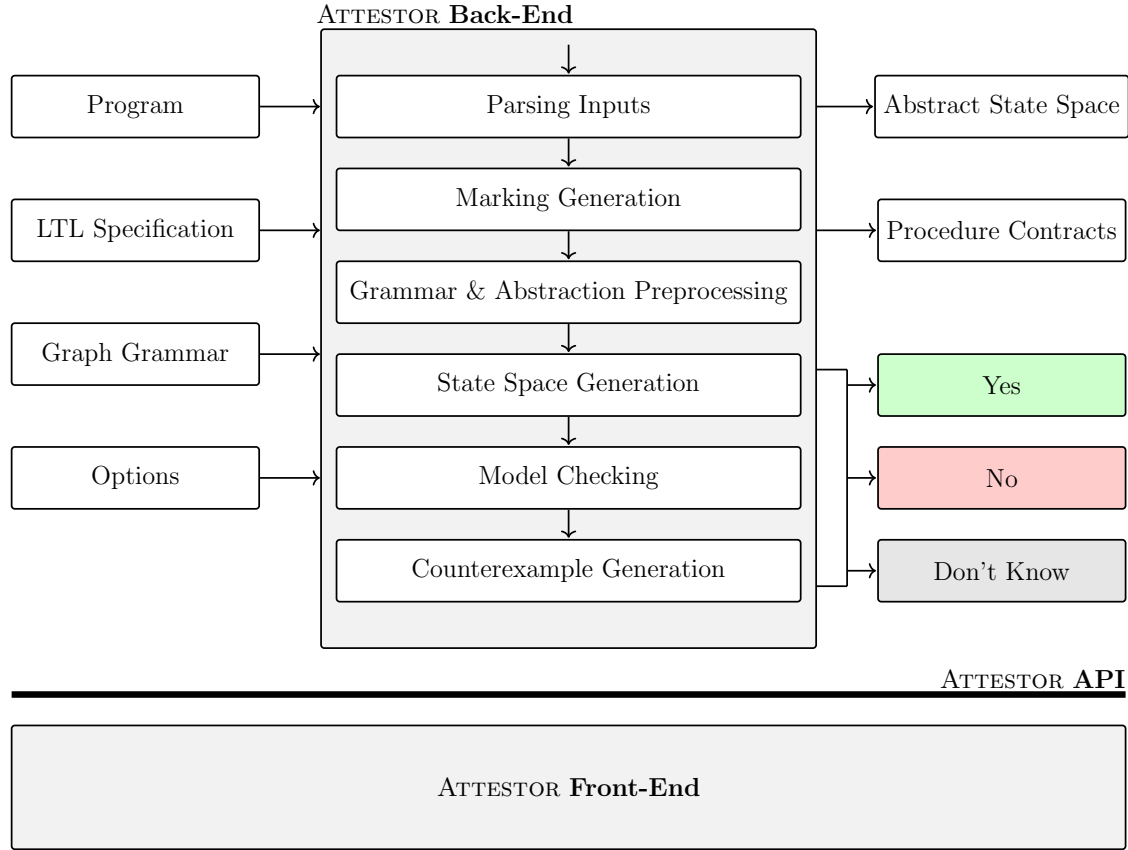 ATTESTOR Back-End
Program
LTL Specification
Graph Grammar
Options
Parsing Inputs
Marking Generation
Grammar & Abstraction Preprocessing
State Space Generation
Model Checking
Counterexample Generation
Abstract State Space
Procedure Contracts
Yes
No
Don't Know
ATTESTOR API
ATTESTOR Front-End